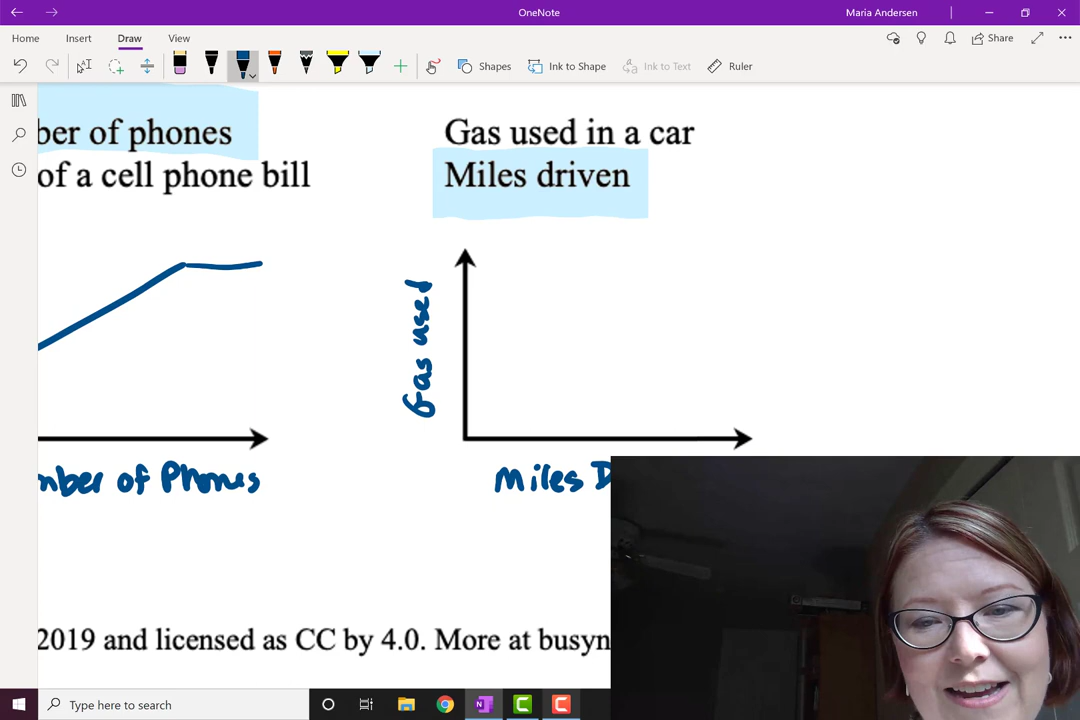 OneNote
Maria Andersen
Home Insert Draw View
Share
Shapes
Ink to Shape
Ink to Text
Ruler
ber of phones
of a cell phone bill
Gas used in a car
Miles driven
Gas used
mber of Phones
Miles D
2019 and licensed as CC by 4.0. More at busyn
Type here to search